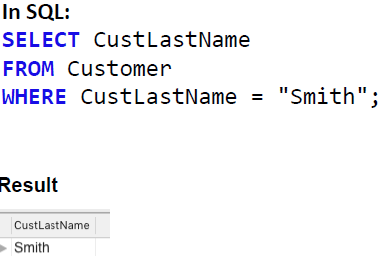 In SQL:
SELECT CustLastName
FROM Customer
WHERE CustLastName = "Smith";
Result
CustLastName
Smith